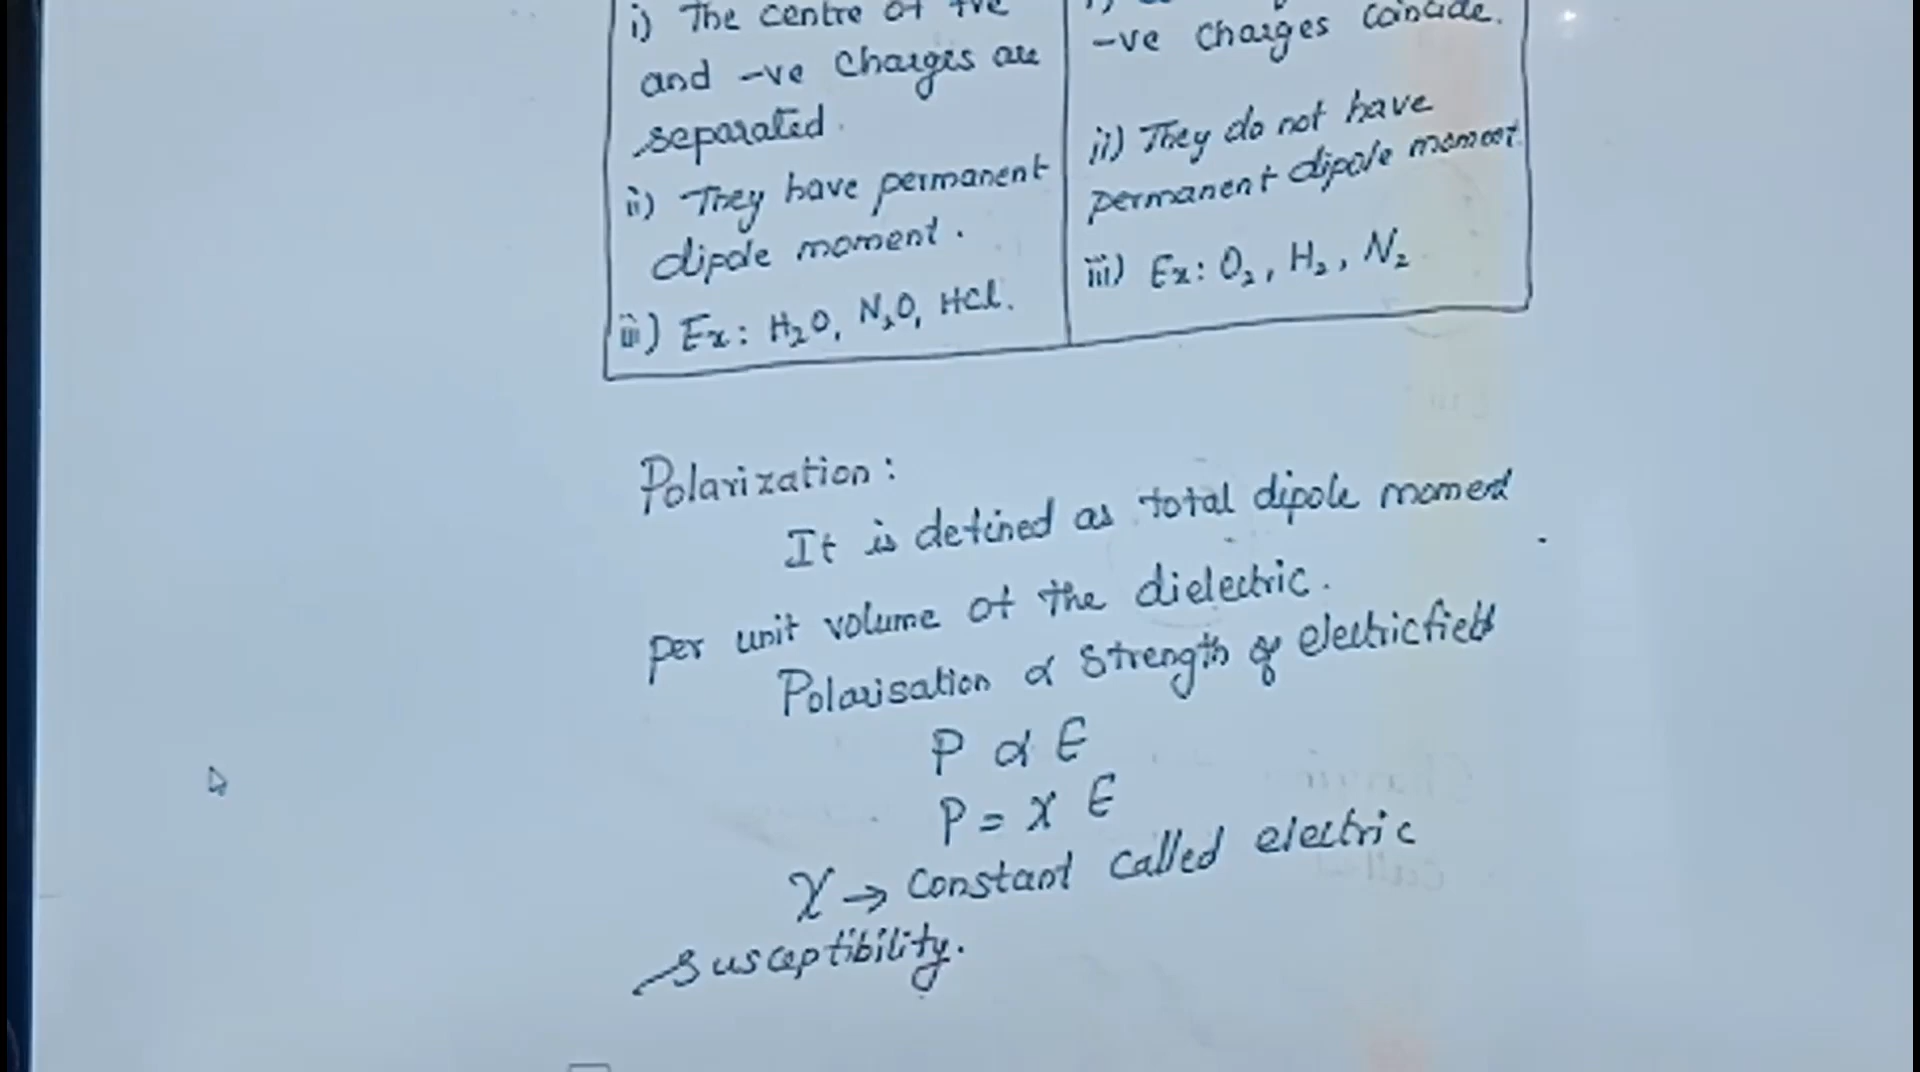 i) The centre of +ve
and -ve charges are
separated.
ii) They have permanent
dipole moment.
iii) Ex: H₂O, N₂O, HCl.
-ve charges coincide.
ii) They do not have
permanent dipole moment
iii) Ex: O₂, H₂, N₂
Polarization:
It is defined as total dipole moment
per unit volume of the dielectric.
Polarisation α strength of electric field
P α E
P = χ E
χ → constant called electric
susceptibility.